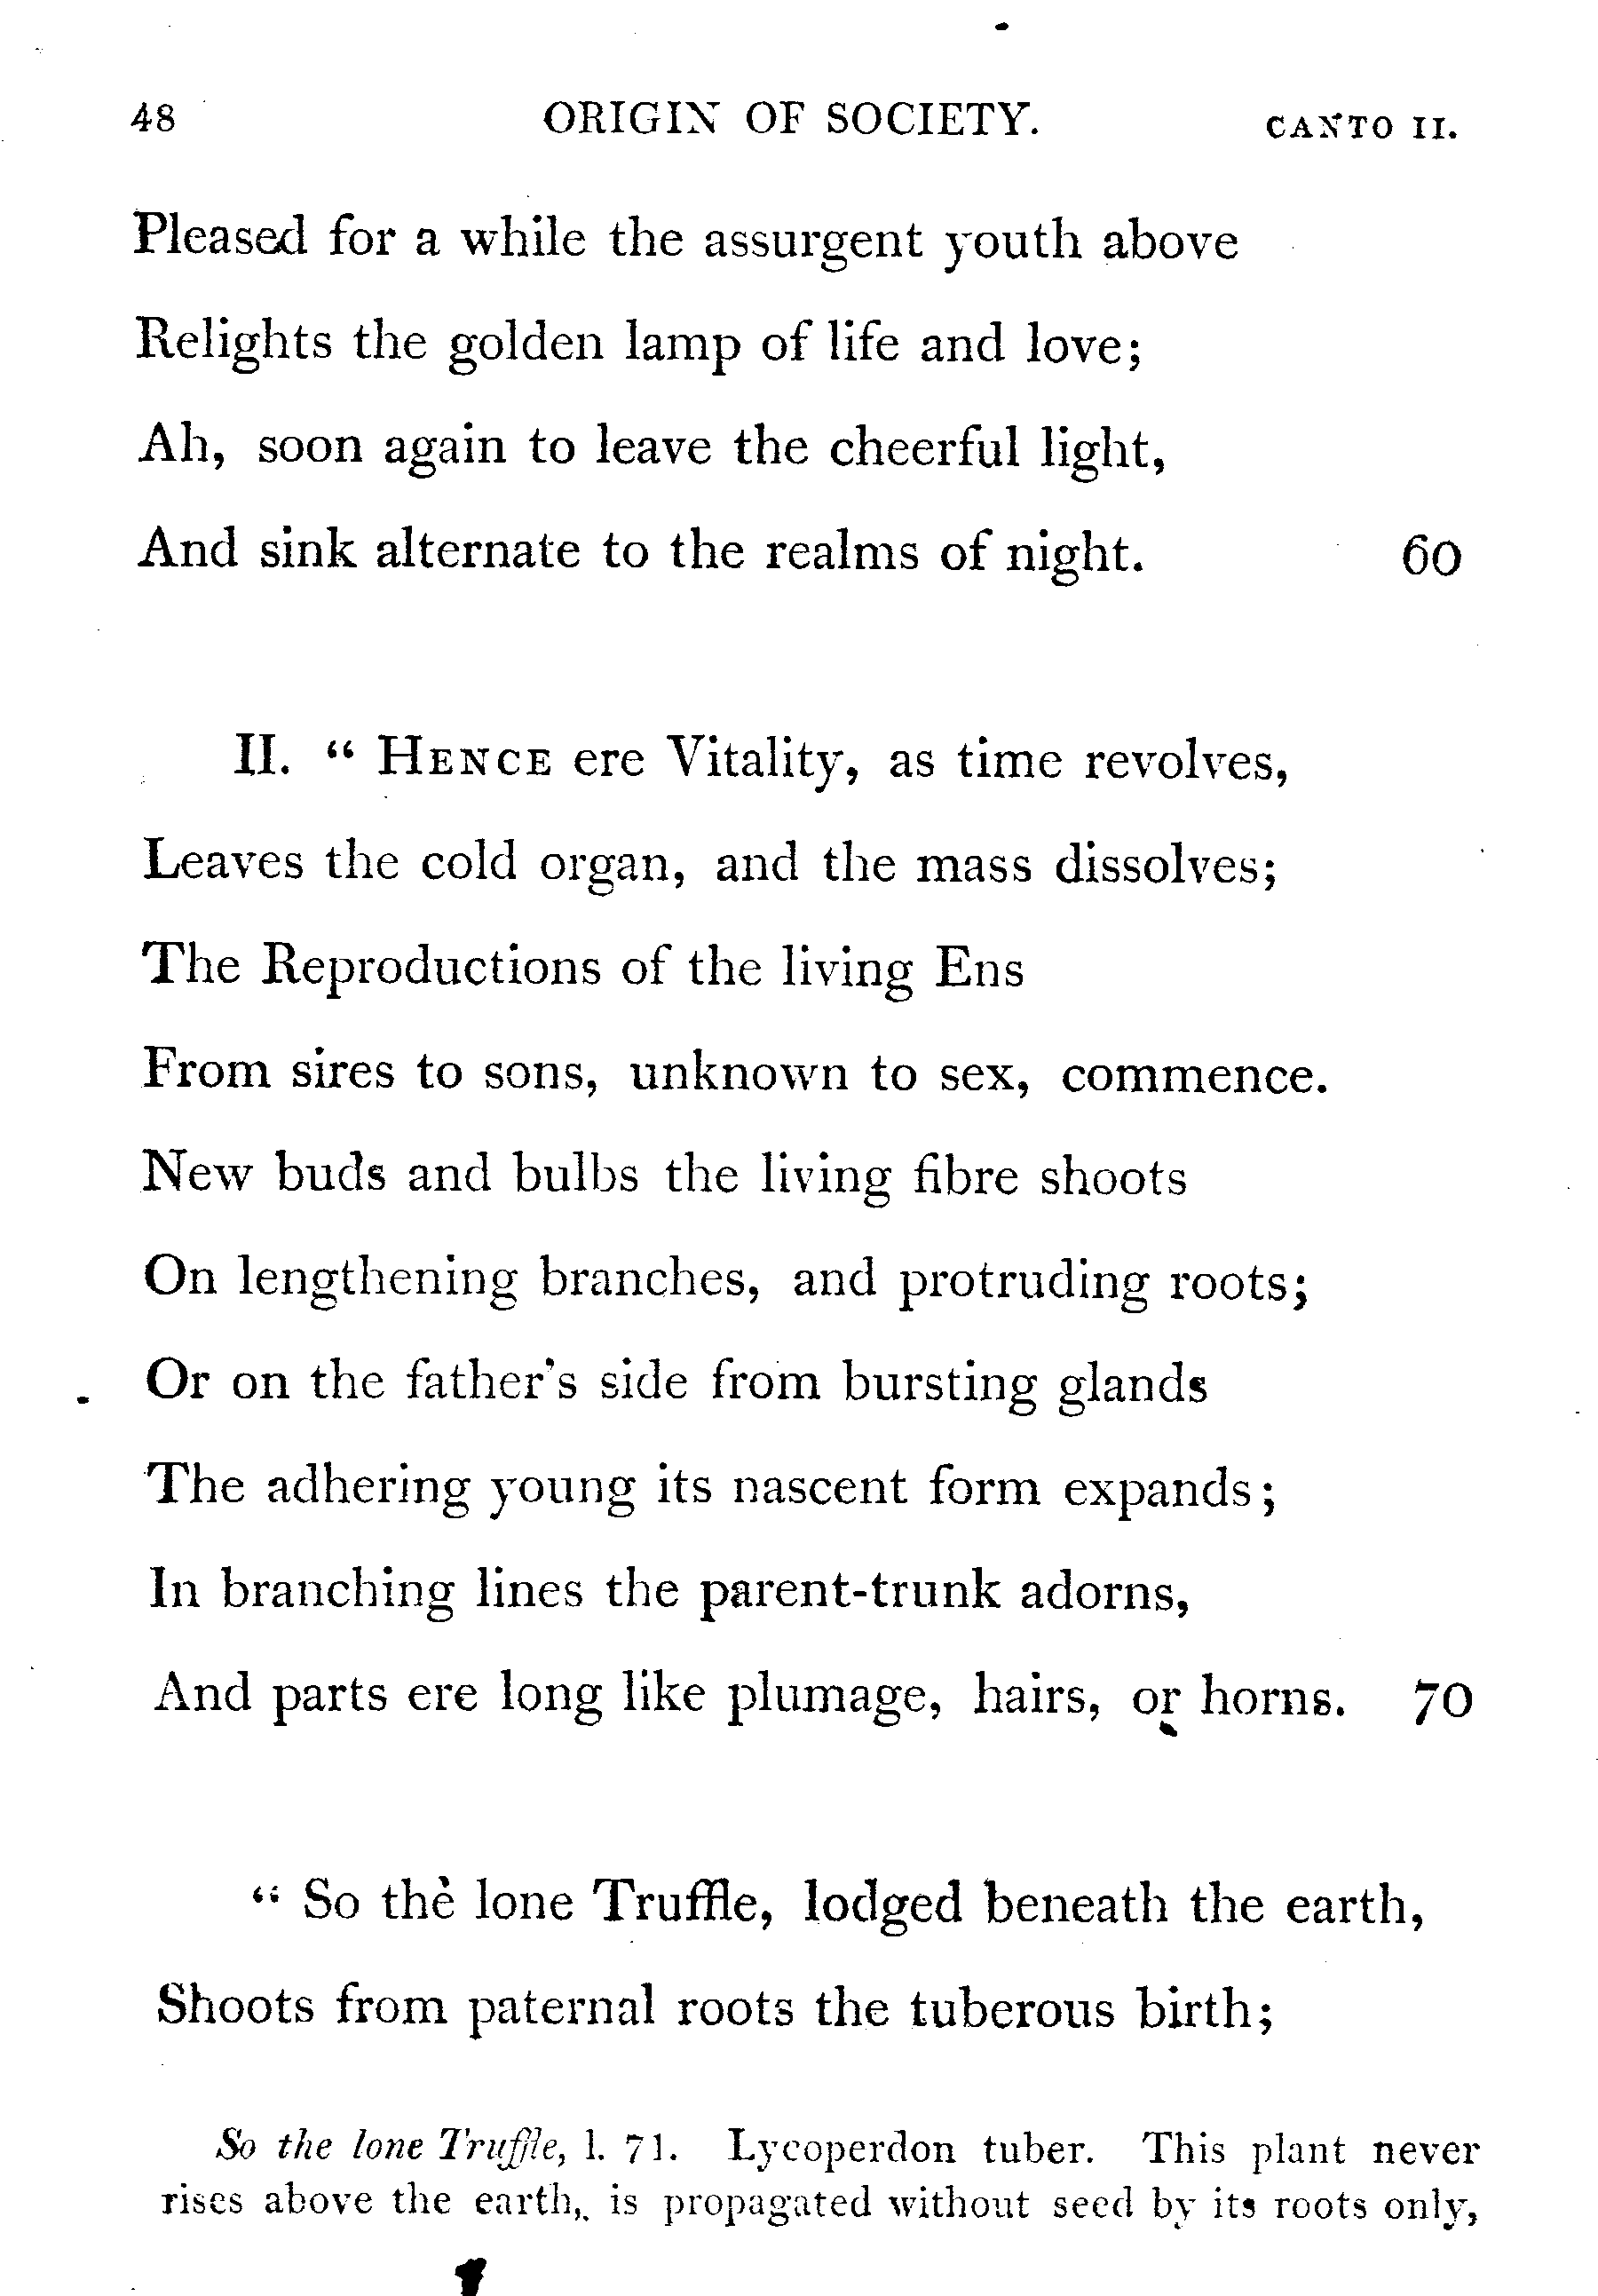 48 ORIGIN OF SOCIETY. CANTO II.
Pleased for a while the assurgent youth above
Relights the golden lamp of life and love;
Ah, soon again to leave the cheerful light,
And sink alternate to the realms of night. 60
II. “ HENCE ere Vitality, as time revolves,
Leaves the cold organ, and the mass dissolves;
The Reproductions of the living Ens
From sires to sons, unknown to sex, commence.
New buds and bulbs the living fibre shoots
On lengthening branches, and protruding roots;
Or on the father's side from bursting glands
The adhering young its nascent form expands;
In branching lines the parent-trunk adorns,
And parts ere long like plumage, hairs, or horns. 70
“ So the lone Truffle, lodged beneath the earth,
Shoots from paternal roots the tuberous birth;
So the lone Truffle, l. 71. Lycoperdon tuber. This plant never
rises above the earth, is propagated without seed by its roots only,